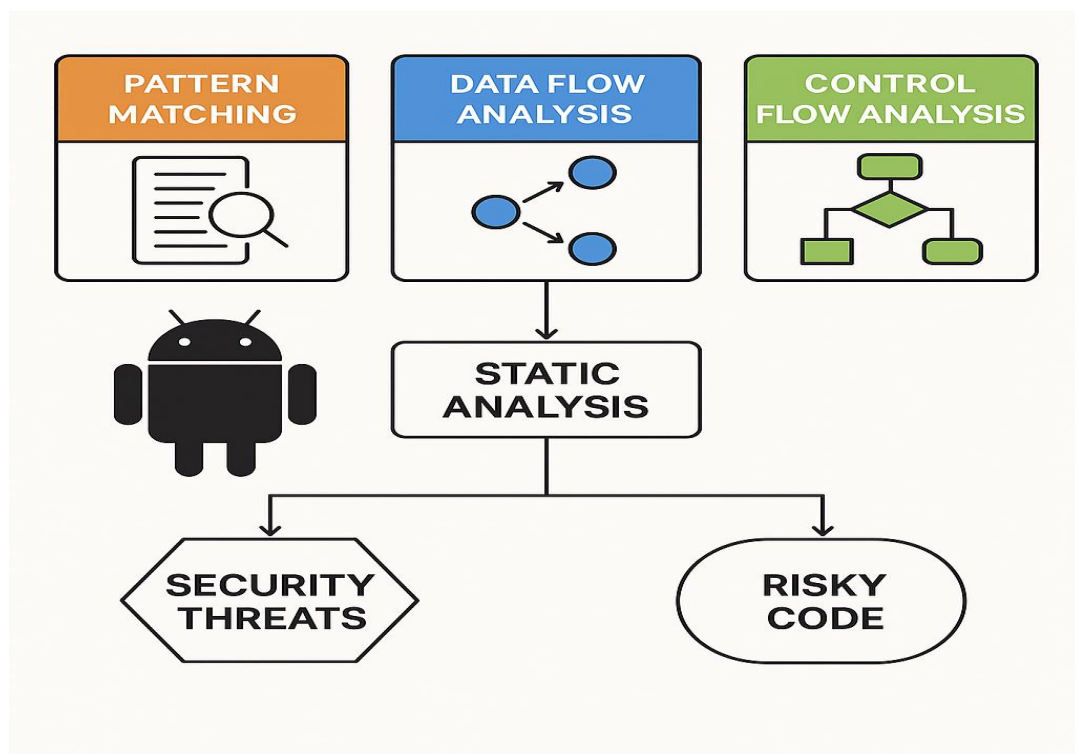 PATTERN
MATCHING
DATA FLOW
ANALYSIS
CONTROL
FLOW ANALYSIS
STATIC
ANALYSIS
SECURITY
THREATS
RISKY
CODE